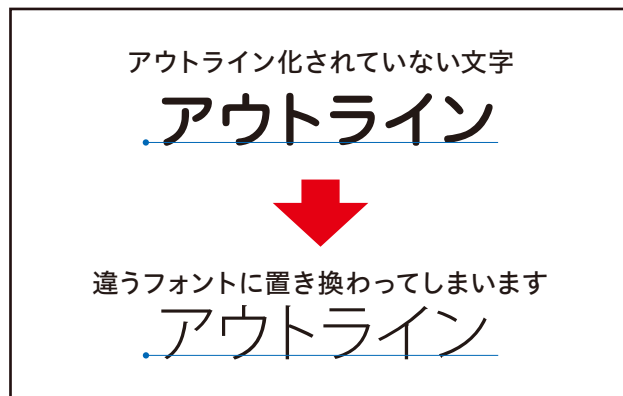 アウトライン化されていない文字
アウトライン
違うフォントに置き換わってしまいます
アウトライン